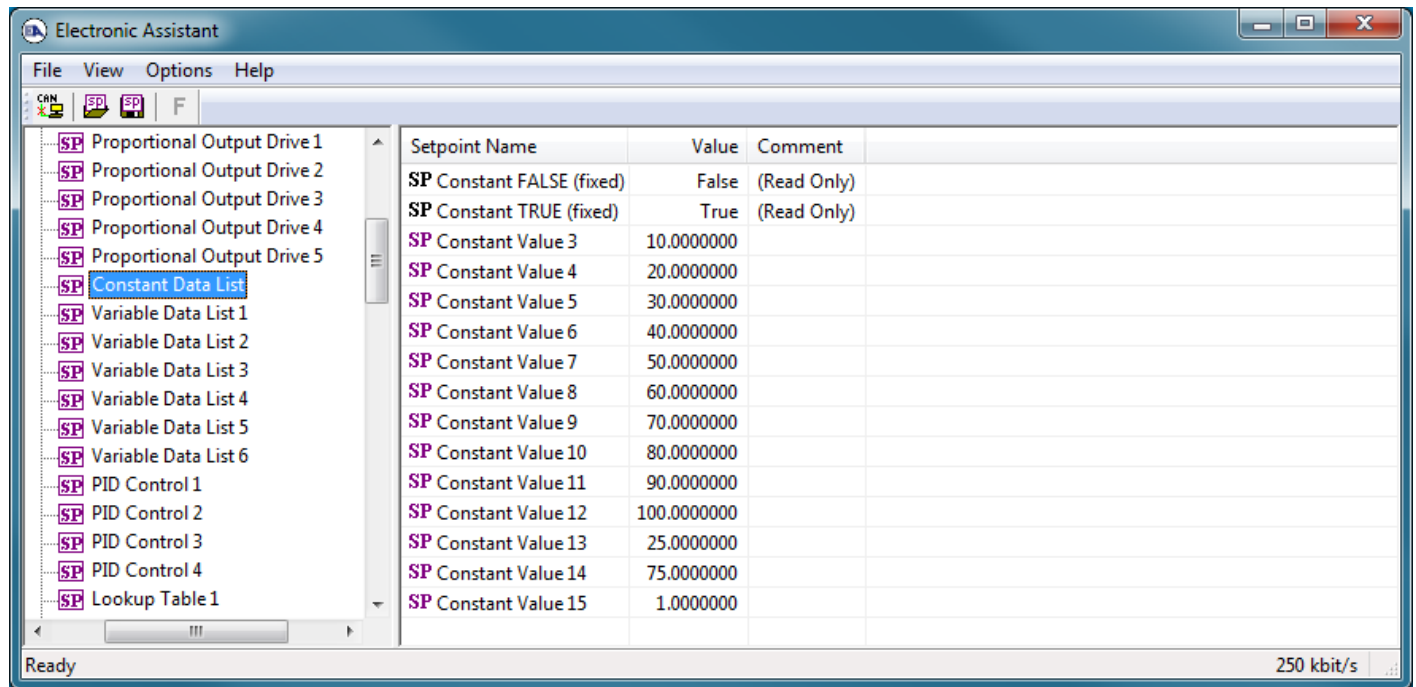 EA Electronic Assistant
File View Options Help
CAN SP SP F
SP Proportional Output Drive 1
SP Proportional Output Drive 2
SP Proportional Output Drive 3
SP Proportional Output Drive 4
SP Proportional Output Drive 5
SP Constant Data List
SP Variable Data List 1
SP Variable Data List 2
SP Variable Data List 3
SP Variable Data List 4
SP Variable Data List 5
SP Variable Data List 6
SP PID Control 1
SP PID Control 2
SP PID Control 3
SP PID Control 4
SP Lookup Table 1
Setpoint Name Value Comment
SP Constant FALSE (fixed) False (Read Only)
SP Constant TRUE (fixed) True (Read Only)
SP Constant Value 3 10.0000000
SP Constant Value 4 20.0000000
SP Constant Value 5 30.0000000
SP Constant Value 6 40.0000000
SP Constant Value 7 50.0000000
SP Constant Value 8 60.0000000
SP Constant Value 9 70.0000000
SP Constant Value 10 80.0000000
SP Constant Value 11 90.0000000
SP Constant Value 12 100.0000000
SP Constant Value 13 25.0000000
SP Constant Value 14 75.0000000
SP Constant Value 15 1.0000000
Ready 250 kbit/s